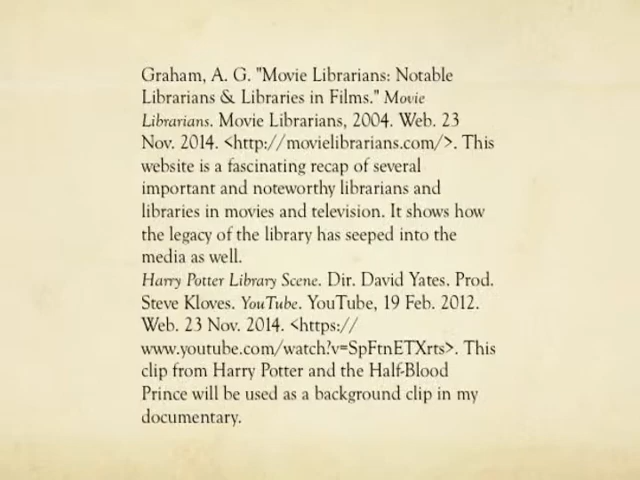 Graham, A. G. "Movie Librarians: Notable
Librarians & Libraries in Films." Movie
Librarians. Movie Librarians, 2004. Web. 23
Nov. 2014. <http://movielibrarians.com/>. This
website is a fascinating recap of several
important and noteworthy librarians and
libraries in movies and television. It shows how
the legacy of the library has seeped into the
media as well.
Harry Potter Library Scene. Dir. David Yates. Prod.
Steve Kloves. YouTube. YouTube, 19 Feb. 2012.
Web. 23 Nov. 2014. <https://
www.youtube.com/watch?v=SpFtnETXrts>. This
clip from Harry Potter and the Half-Blood
Prince will be used as a background clip in my
documentary.